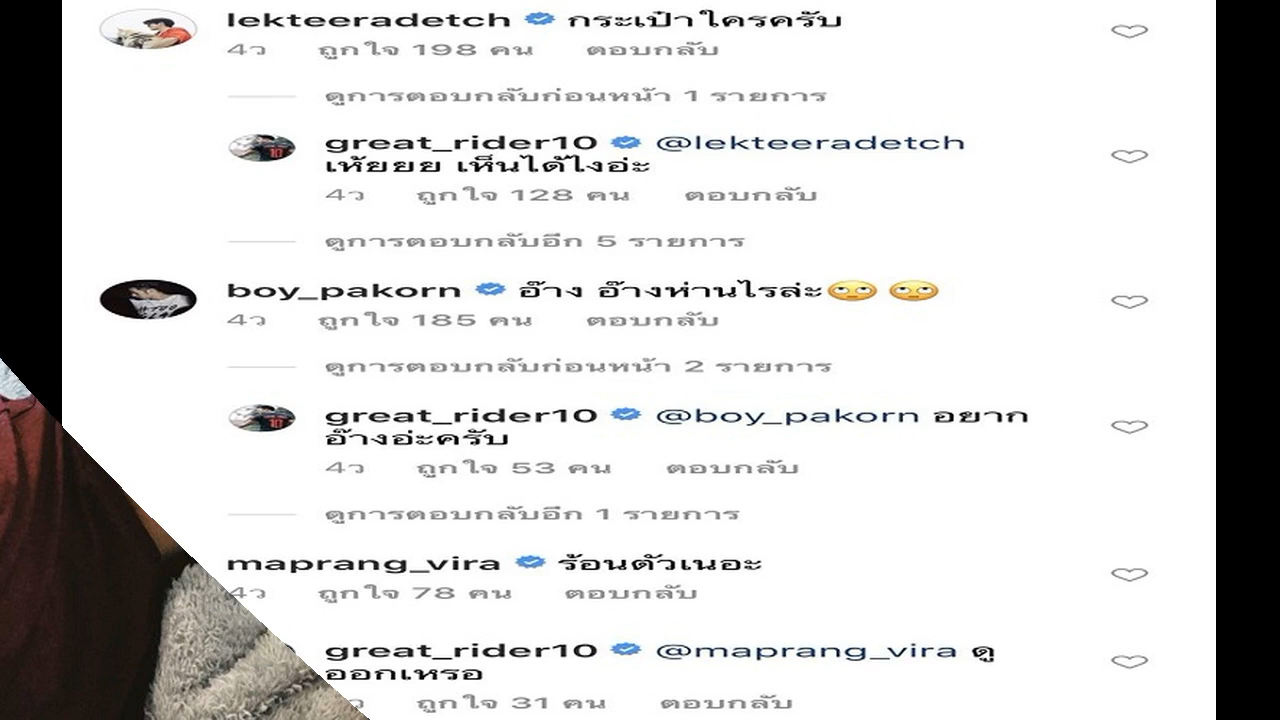 lekteeradetch กระเป๋าใครครับ
4ว ถูกใจ 198 คน ตอบกลับ
ดูการตอบกลับก่อนหน้า 1 รายการ
great_rider10 @lekteeradetch
เห้ยยย เห็นได้ไงอ่ะ
4ว ถูกใจ 128 คน ตอบกลับ
ดูการตอบกลับอีก 5 รายการ
boy_pakorn อ๊าง อ๊างห่านไรล่ะ🙄 🙄
4ว ถูกใจ 185 คน ตอบกลับ
ดูการตอบกลับก่อนหน้า 2 รายการ
great_rider10 @boy_pakorn อยาก
อ๊างอ่ะครับ
4ว ถูกใจ 53 คน ตอบกลับ
ดูการตอบกลับอีก 1 รายการ
maprang_vira ร้อนตัวเนอะ
4ว ถูกใจ 78 คน ตอบกลับ
great_rider10 @maprang_vira ดู
ออกเหรอ
ว ถูกใจ 31 คน ตอบกลับ